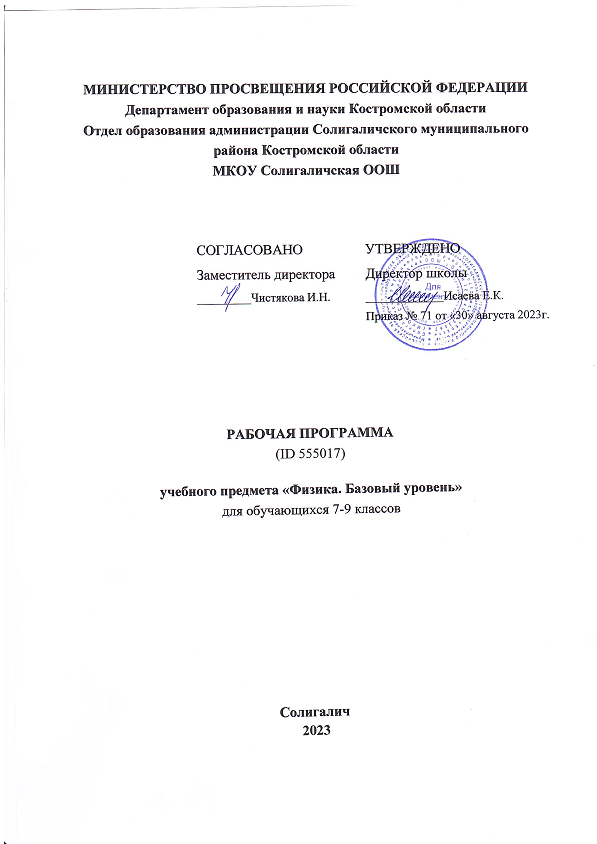 МИНИСТЕРСТВО ПРОСВЕЩЕНИЯ РОССИЙСКОЙ ФЕДЕРАЦИИ
Департамент образования и науки Костромской области
Отдел образования администрации Солигаличского муниципального
района Костромской области
МКОУ Солигаличская ООШ
СОГЛАСОВАНО
Заместитель директора
Чистякова И.Н.
УТВЕРЖДЕНО
Директор школы
Для
Исаева Е.К.
Приказ № 71 от «30» августа 2023г.
РАБОЧАЯ ПРОГРАММА
(ID 555017)
учебного предмета «Физика. Базовый уровень»
для обучающихся 7-9 классов
Солигалич
2023